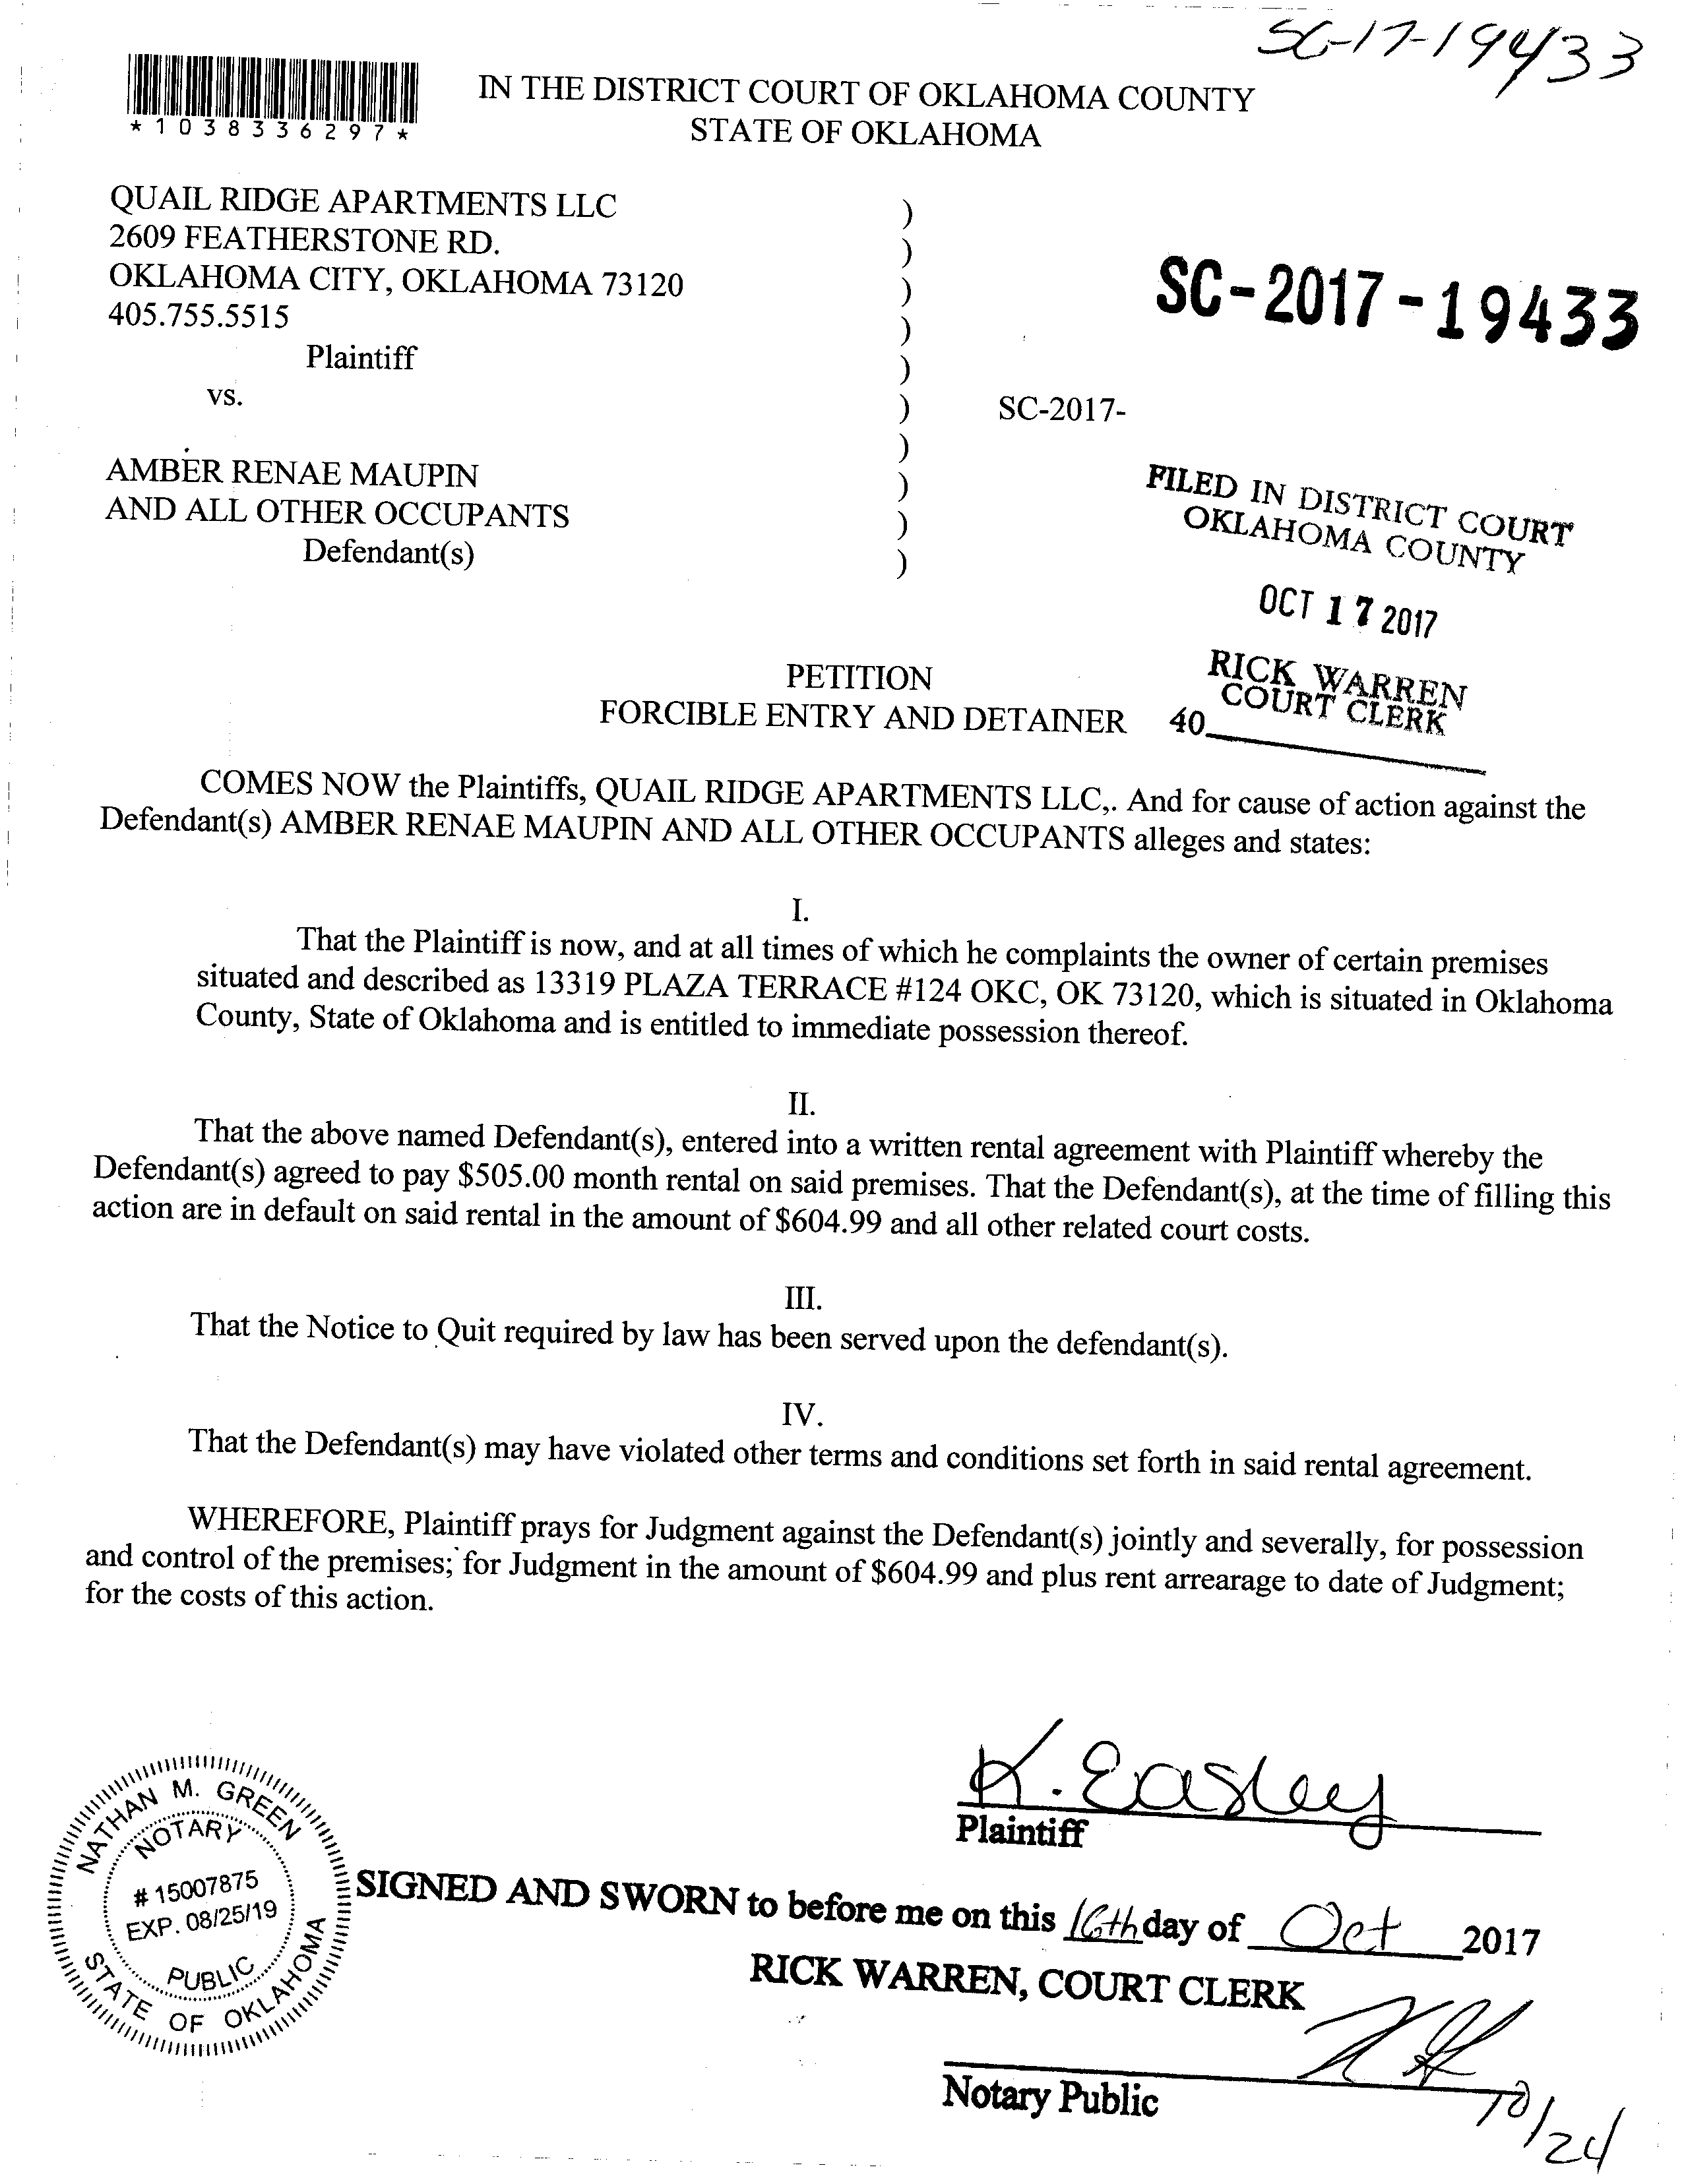 SC-17-19433
*1038336297*
IN THE DISTRICT COURT OF OKLAHOMA COUNTY
STATE OF OKLAHOMA
QUAIL RIDGE APARTMENTS LLC )
2609 FEATHERSTONE RD. )
OKLAHOMA CITY, OKLAHOMA 73120 )
405.755.5515 )
Plaintiff )
vs. )
SC-2017-19433
SC-2017-
)
AMBER RENAE MAUPIN )
AND ALL OTHER OCCUPANTS )
Defendant(s) )
FILED IN DISTRICT COURT
OKLAHOMA COUNTY
OCT 17 2017
RICK WARREN
COURT CLERK
40
PETITION
FORCIBLE ENTRY AND DETAINER
COMES NOW the Plaintiffs, QUAIL RIDGE APARTMENTS LLC,. And for cause of action against the
Defendant(s) AMBER RENAE MAUPIN AND ALL OTHER OCCUPANTS alleges and states:
I.
That the Plaintiff is now, and at all times of which he complaints the owner of certain premises
situated and described as 13319 PLAZA TERRACE #124 OKC, OK 73120, which is situated in Oklahoma
County, State of Oklahoma and is entitled to immediate possession thereof.
II.
That the above named Defendant(s), entered into a written rental agreement with Plaintiff whereby the
Defendant(s) agreed to pay $505.00 month rental on said premises. That the Defendant(s), at the time of filling this
action are in default on said rental in the amount of $604.99 and all other related court costs.
III.
That the Notice to Quit required by law has been served upon the defendant(s).
IV.
That the Defendant(s) may have violated other terms and conditions set forth in said rental agreement.
WHEREFORE, Plaintiff prays for Judgment against the Defendant(s) jointly and severally, for possession
and control of the premises; for Judgment in the amount of $604.99 and plus rent arrearage to date of Judgment;
for the costs of this action.
K. Easley
Plaintiff
NATHAN M. GREEN
NOTARY
# 15007875
EXP. 08/25/19
PUBLIC
STATE OF OKLAHOMA
SIGNED AND SWORN to before me on this 16th day of Oct 2017
RICK WARREN, COURT CLERK
Notary Public
10/24